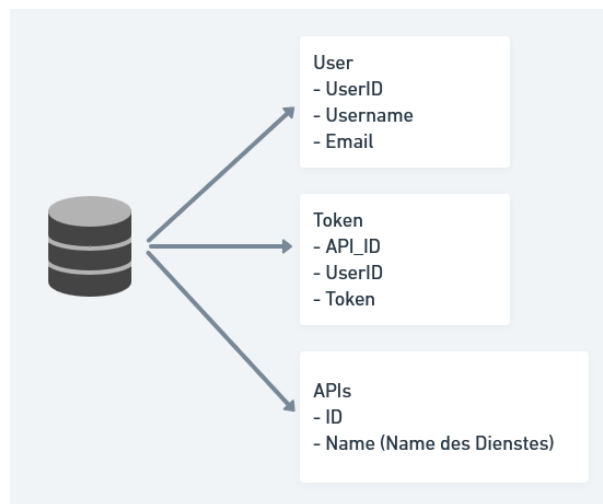 User
- UserID
- Username
- Email
Token
- API_ID
- UserID
- Token
APIs
- ID
- Name (Name des Dienstes)